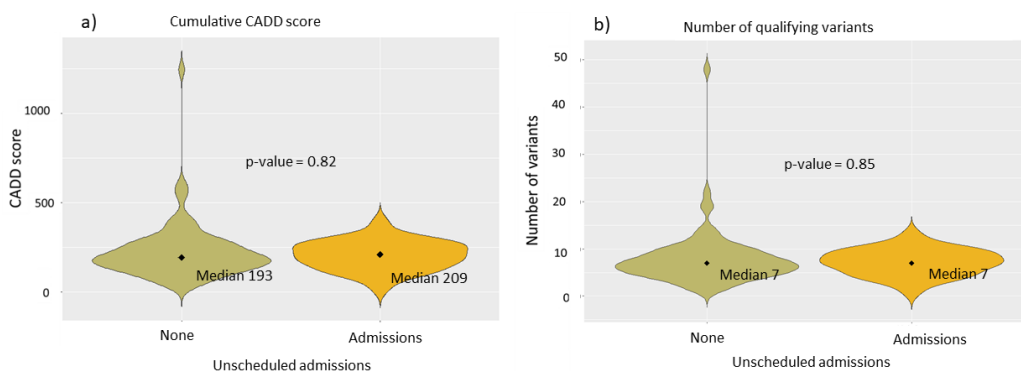 a)
Cumulative CADD score
CADD score
1000
500
0
p-value = 0.82
Median 193
Median 209
None
Admissions
Unscheduled admissions
b)
Number of qualifying variants
Number of variants
50
40
30
20
10
0
p-value = 0.85
Median 7
Median 7
None
Admissions
Unscheduled admissions